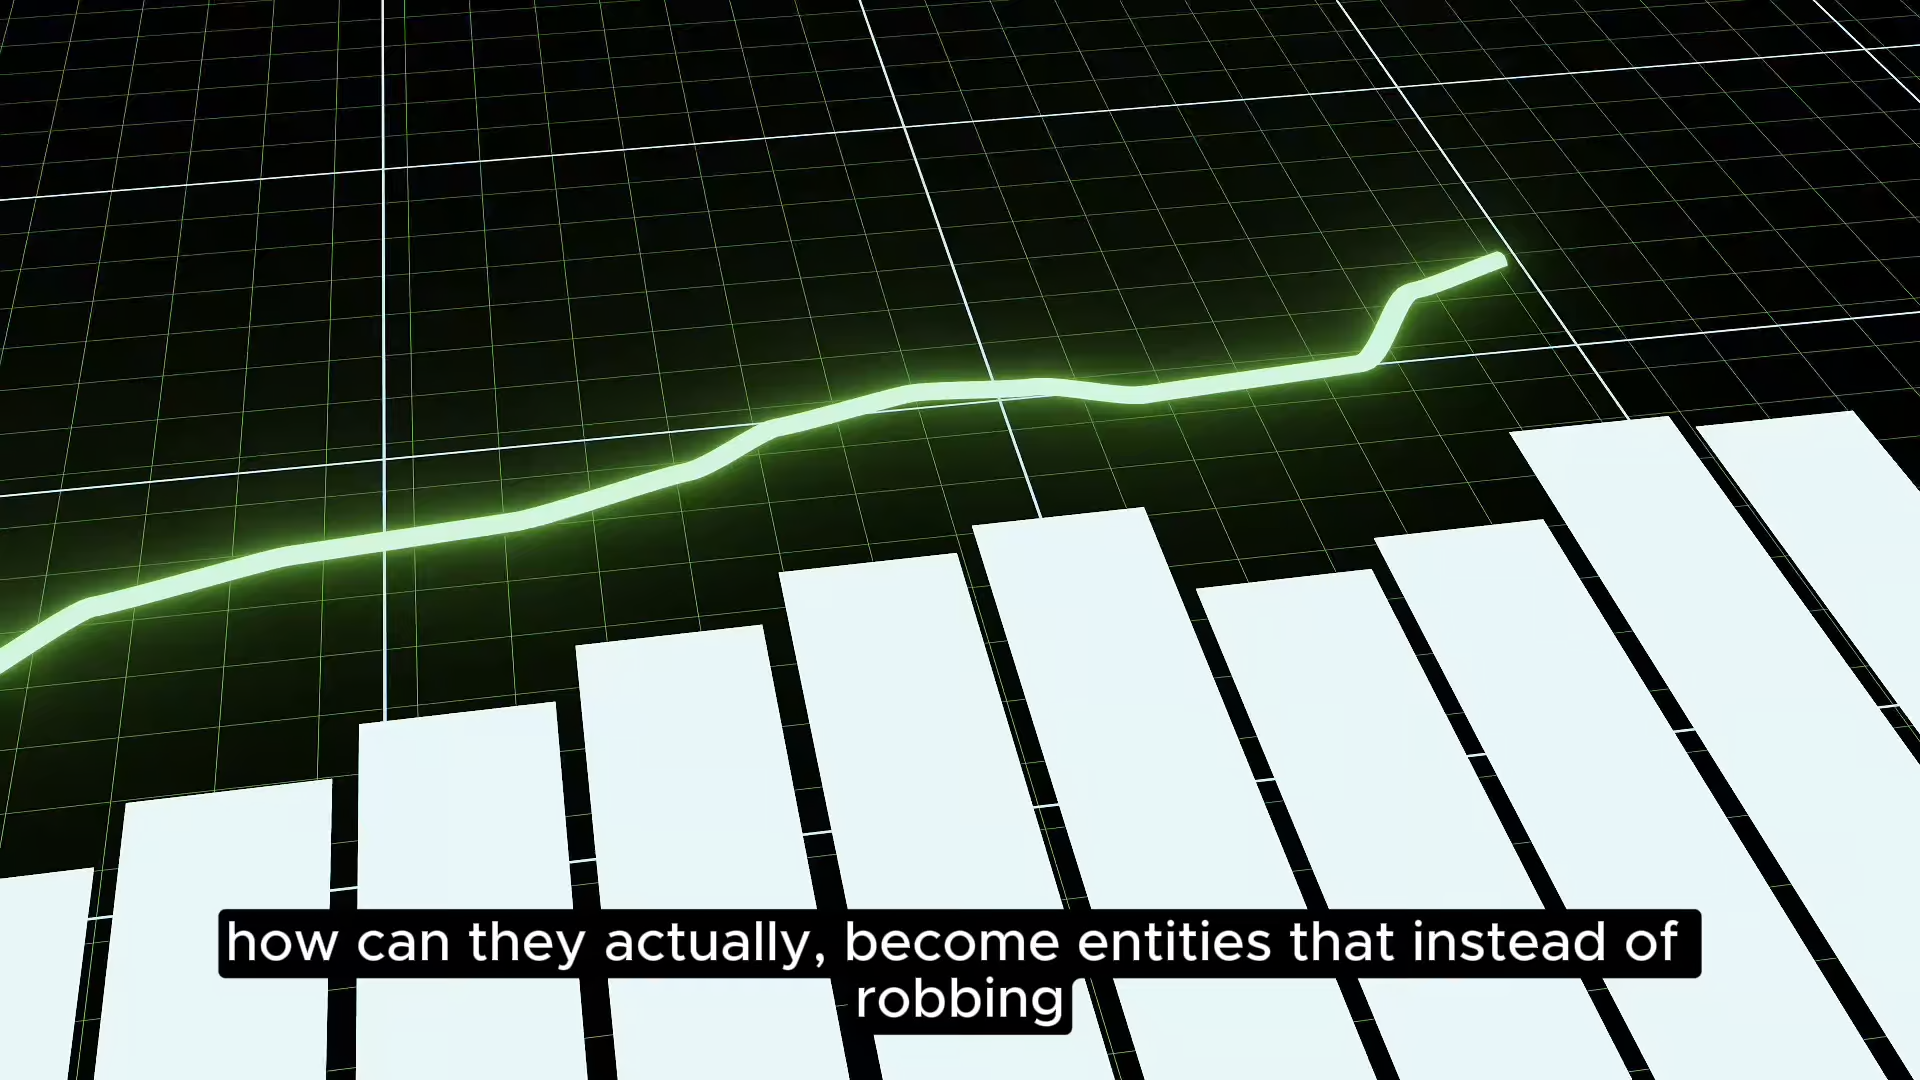 how can they actually, become entities that instead of
robbing